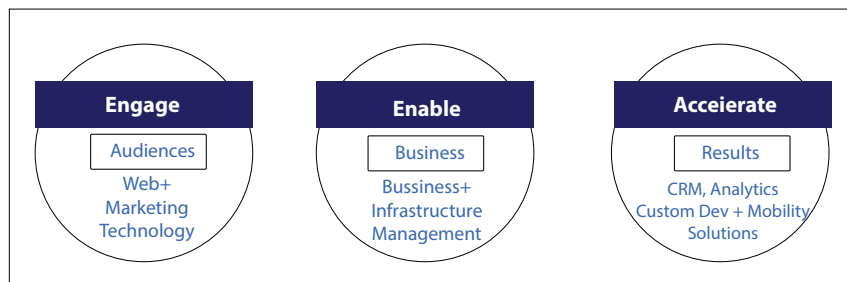 Engage
Audiences
Web+
Marketing
Technology
Enable
Business
Bussiness+
Infrastructure
Management
Acceierate
Results
CRM, Analytics
Custom Dev + Mobility
Solutions